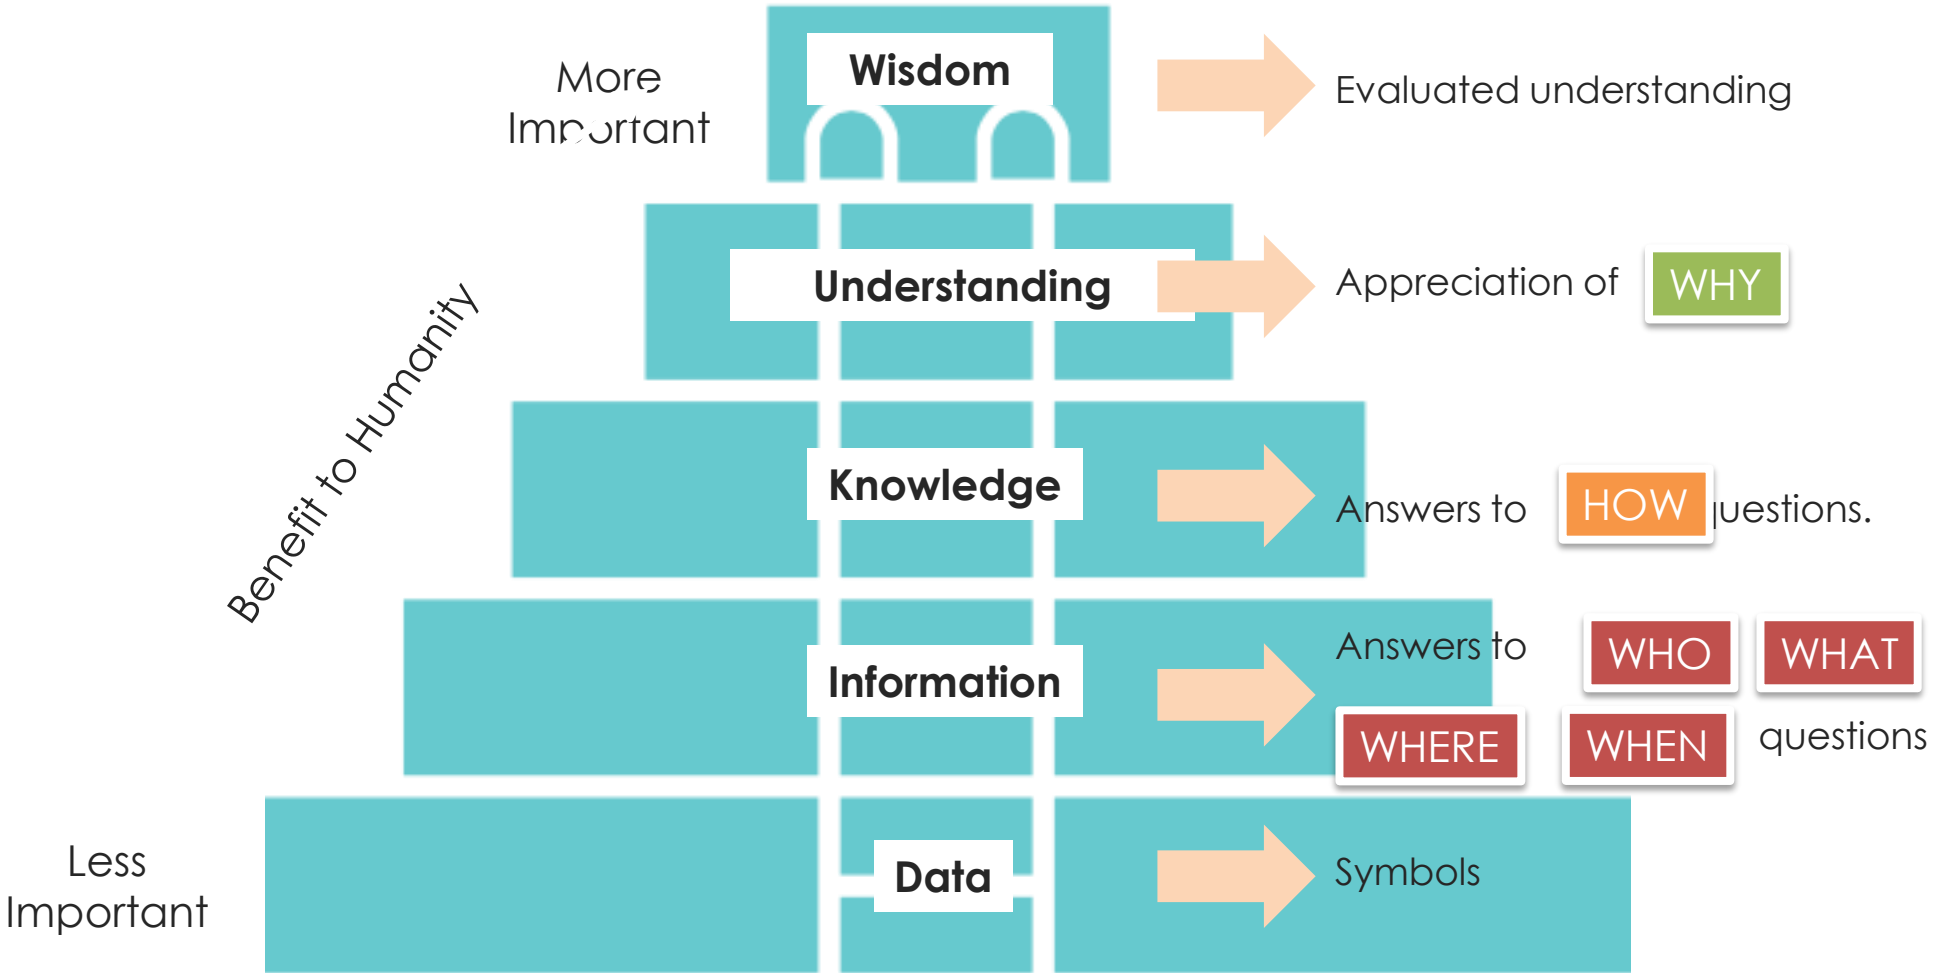 More
Important
Wisdom
Evaluated understanding
Understanding
Appreciation of WHY
Benefit to Humanity
Knowledge
Answers to HOW uestions.
Information
Answers to WHO WHAT
WHERE WHEN questions
Less
Important
Data
Symbols